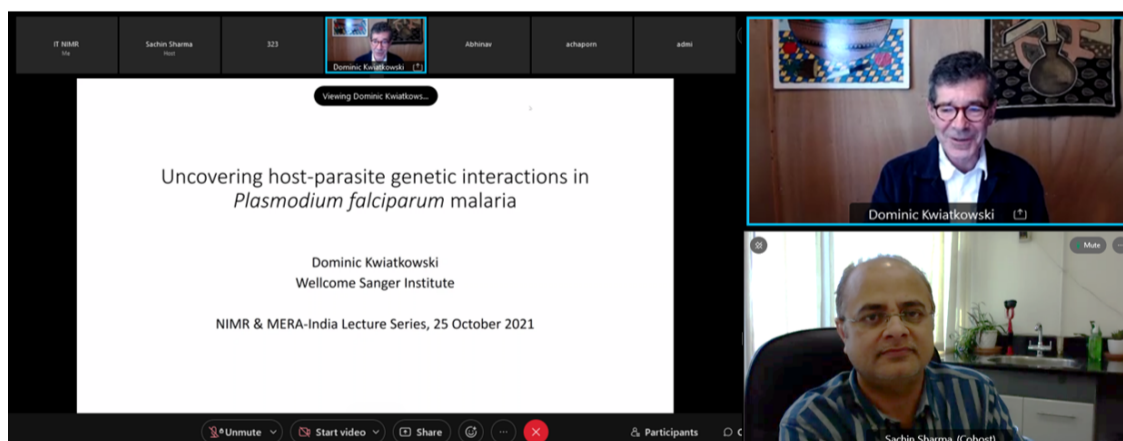 IT NIMR
Me
Sachin Sharma
Host
323
Dominic Kwiatkowski
Abhinav
achaporn
admi
Viewing Dominic Kwiatkows...
Uncovering host-parasite genetic interactions in
Plasmodium falciparum malaria
Dominic Kwiatkowski
Wellcome Sanger Institute
NIMR & MERA-India Lecture Series, 25 October 2021
Dominic Kwiatkowski
Mute
Sachin Sharma (Cohost)
Unmute
Start video
Share
Participants
C